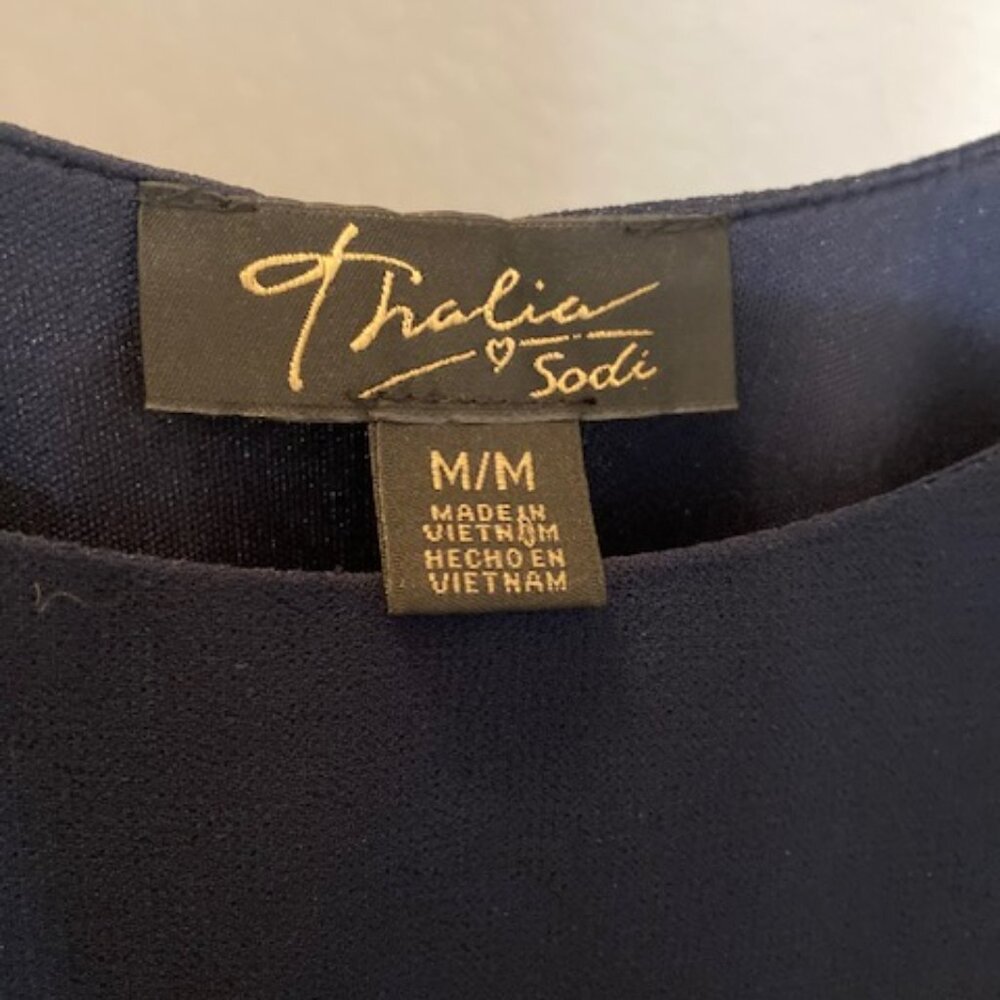 Thalia
Sodi
M/M
MADE IN
VIETNAM
HECHO EN
VIETNAM